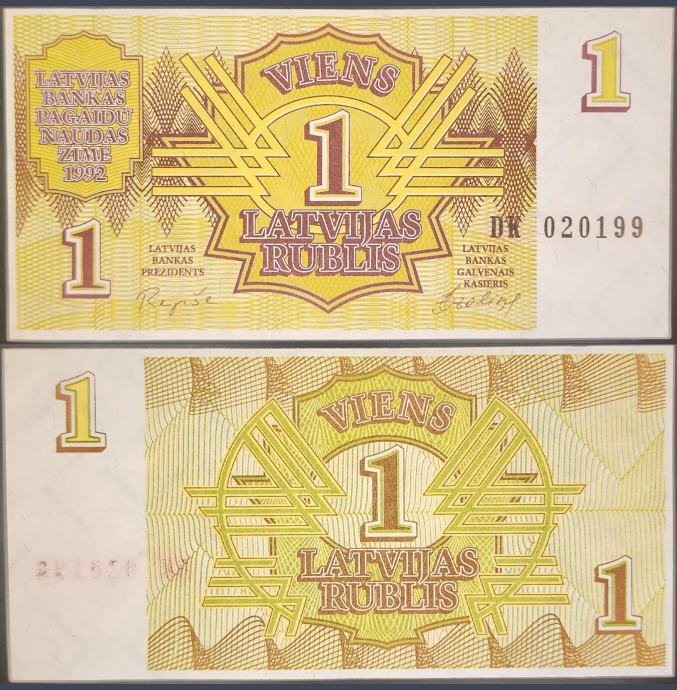 LATVIJAS
BANKAS
PAGAIDU
NAUDAS
ZĪME
1992
VIENS
1
LATVIJAS
RUBLIS
1
1
DK 020199
LATVIJAS
BANKAS
PREZIDENTS
LATVIJAS
BANKAS
GALVENAIS
KASIERIS
1
VIENS
1
LATVIJAS
RUBLIS
1